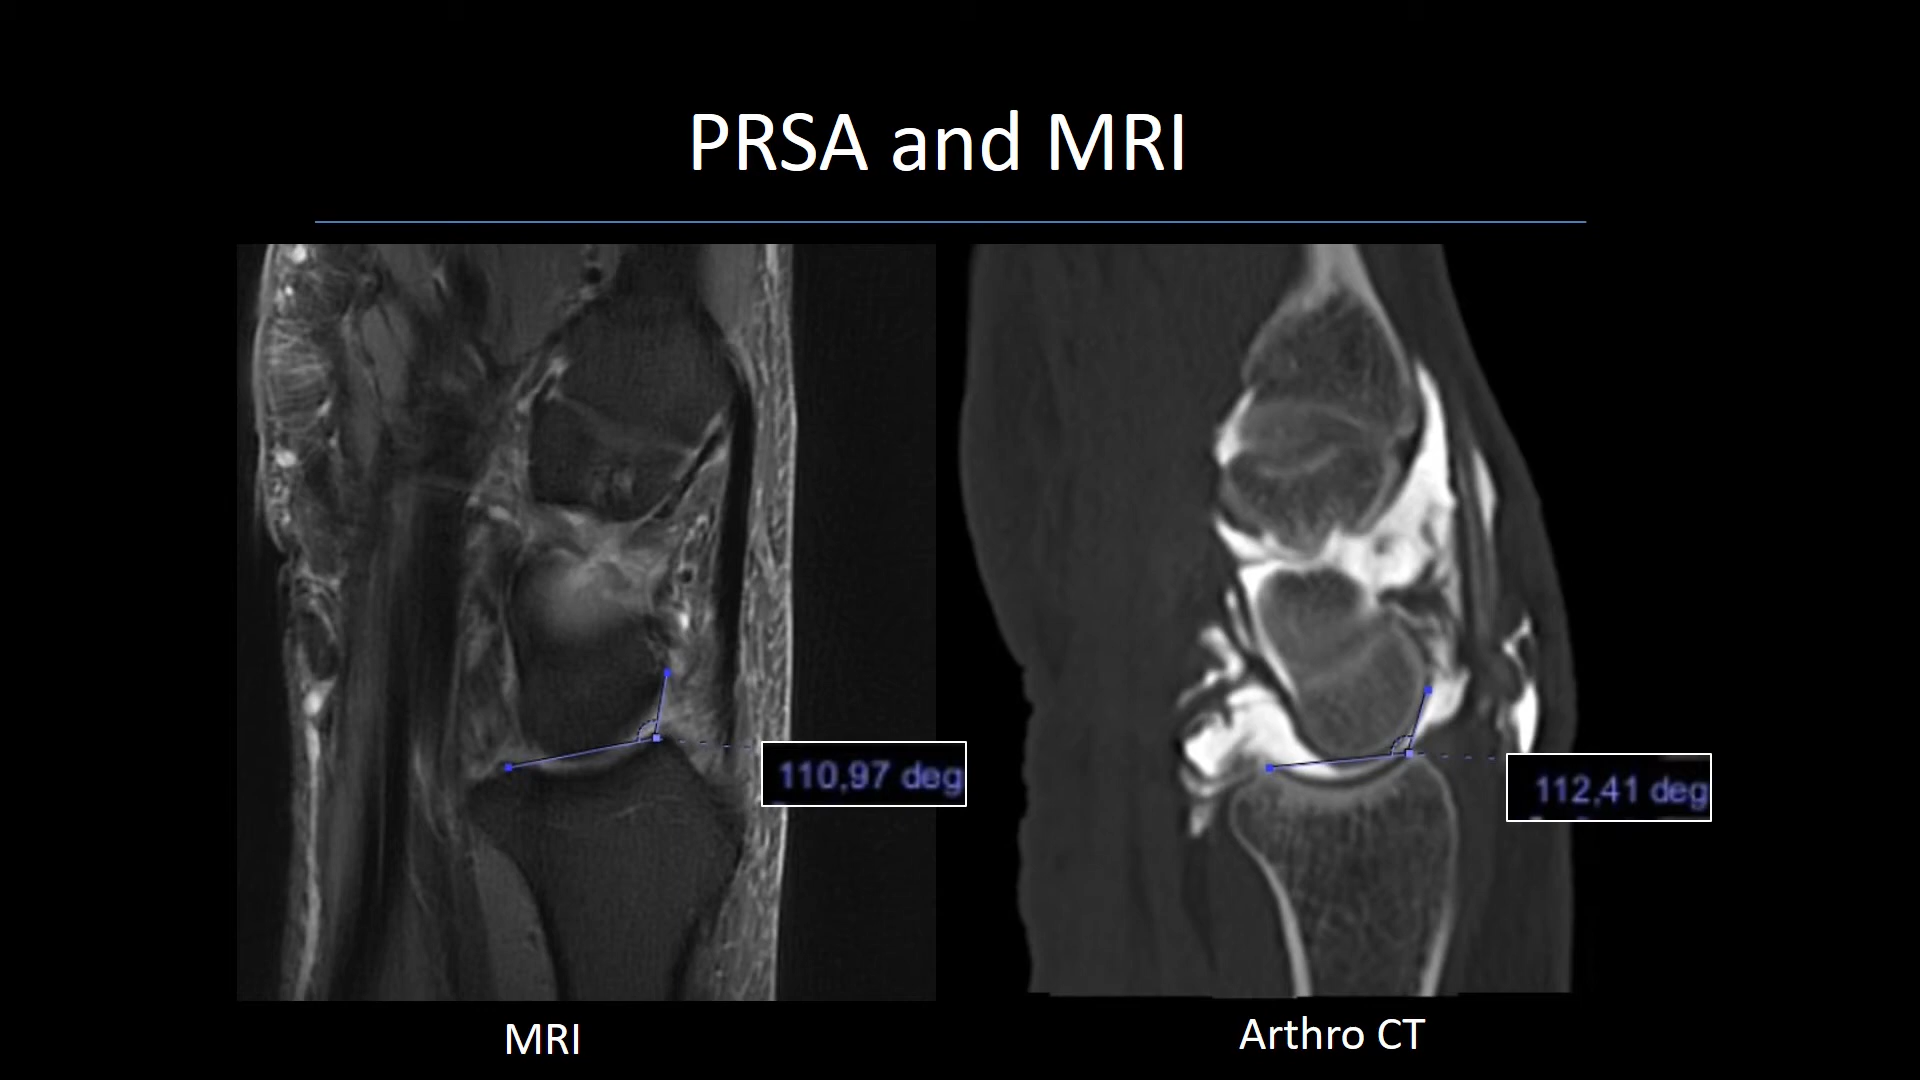 PRSA and MRI
110,97 deg
112,41 deg
MRI
Arthro CT